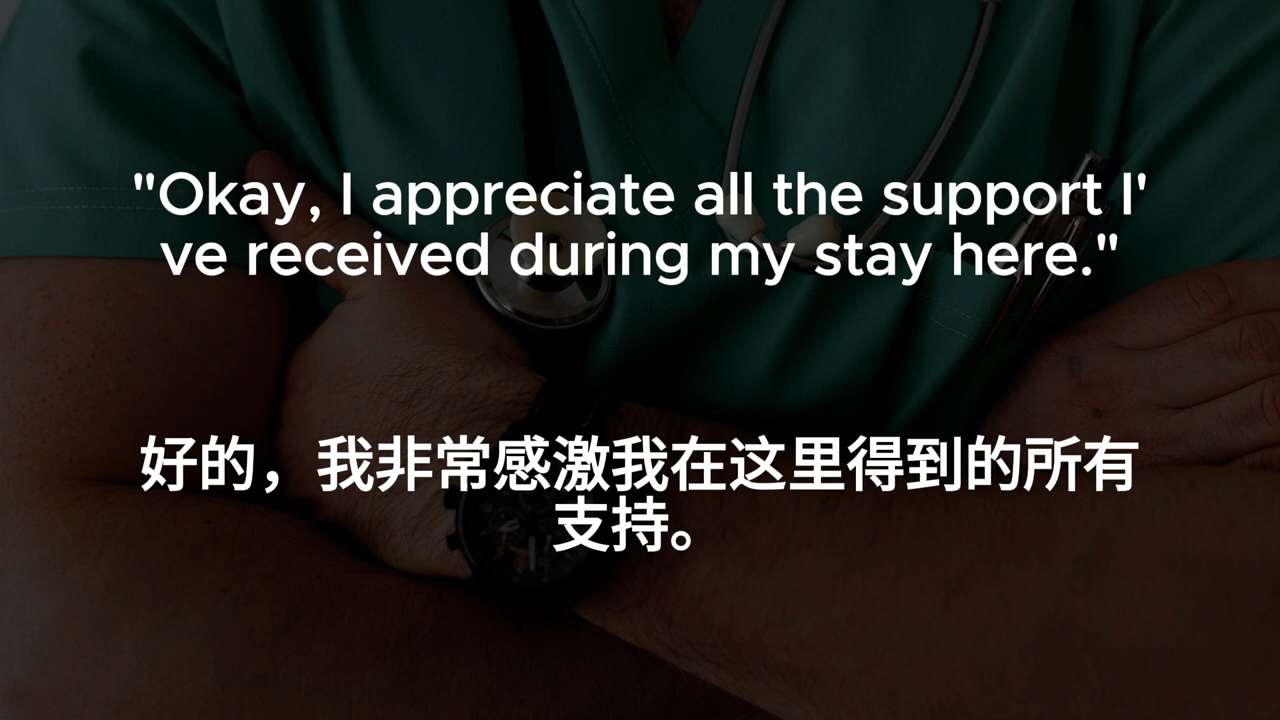 "Okay, I appreciate all the support I'
ve received during my stay here."
好的，我非常感激我在这里得到的所有
支持。